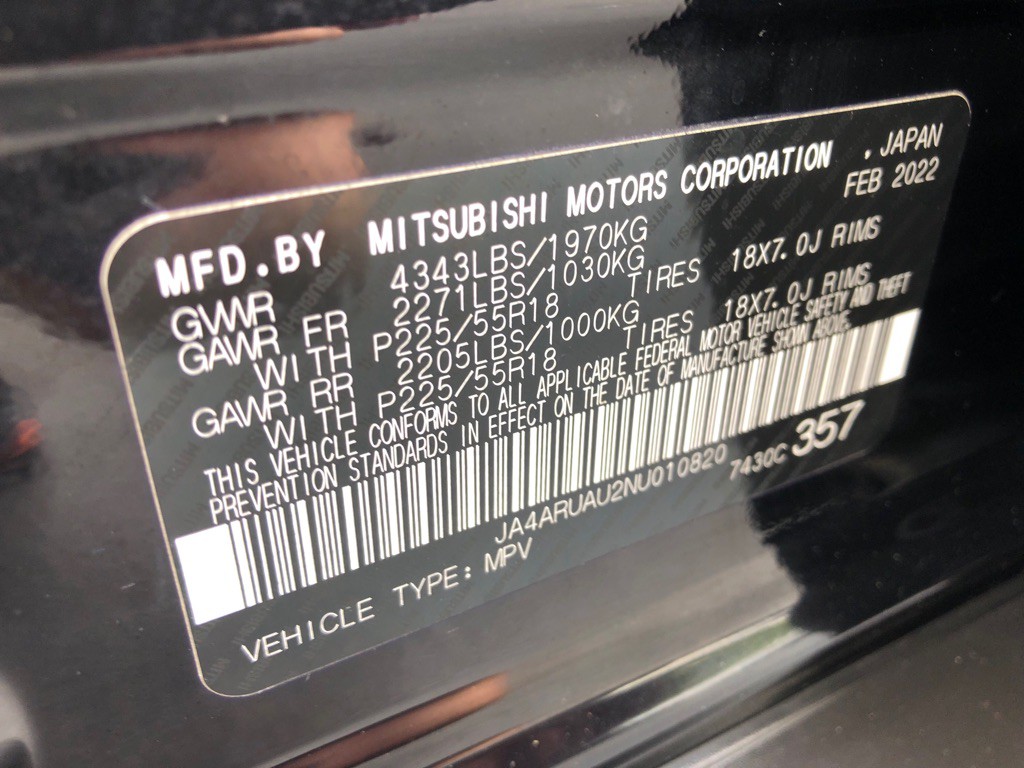 MFD.BY MITSUBISHI MOTORS CORPORATION .JAPAN
FEB 2022
GVWR 4343LBS/1970KG
GAWR FR 2271LBS/1030KG
WITH P225/55R18 TIRES 18X7.0J RIMS
GAWR RR 2205LBS/1000KG
WITH P225/55R18 TIRES 18X7.0J RIMS
THIS VEHICLE CONFORMS TO ALL APPLICABLE FEDERAL MOTOR VEHICLE SAFETY AND THEFT
PREVENTION STANDARDS IN EFFECT ON THE DATE OF MANUFACTURE SHOWN ABOVE.
JA4ARUAU2NU010820 7430C 357
VEHICLE TYPE: MPV